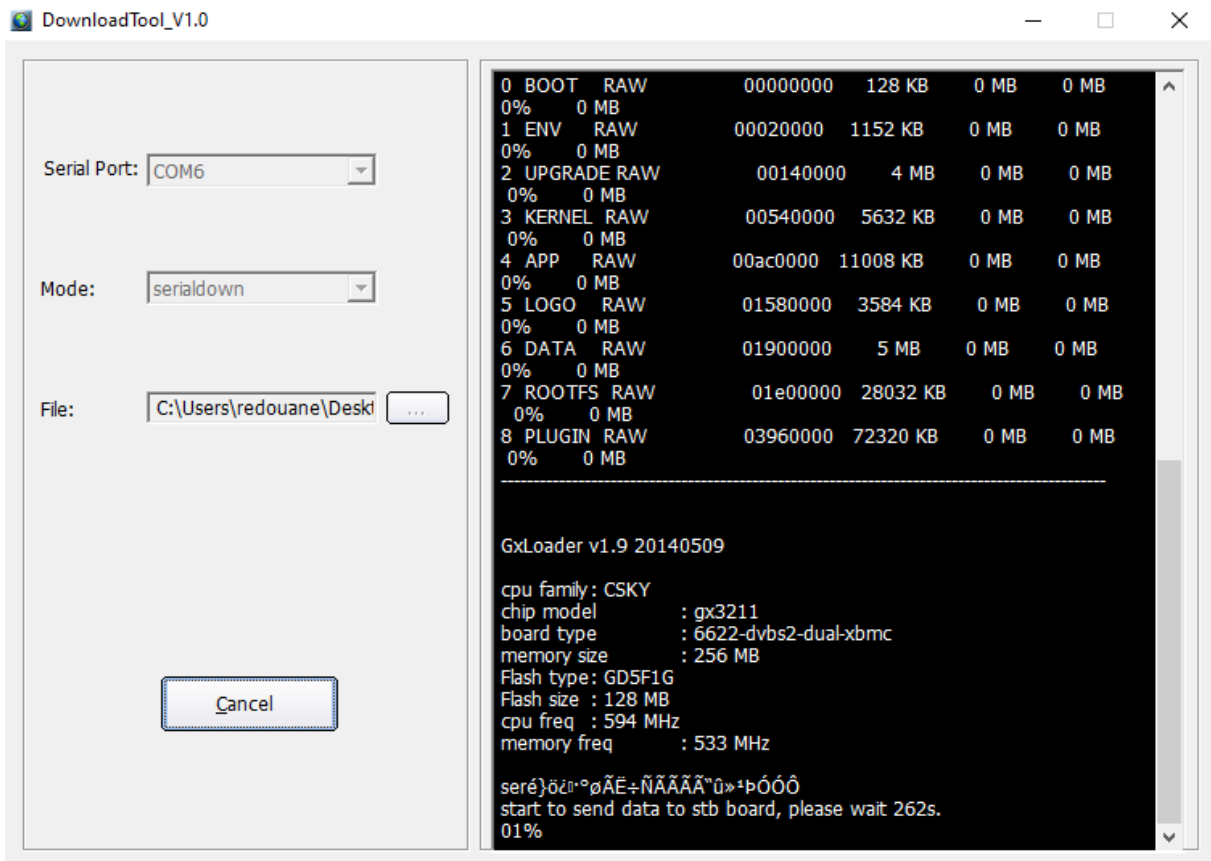 DownloadTool_V1.0
Serial Port:
COM6
Mode:
serialdown
File:
C:\Users\redouane\Deskt
...
Cancel
0 BOOT RAW 00000000 128 KB 0 MB 0 MB
0% 0 MB
1 ENV RAW 00020000 1152 KB 0 MB 0 MB
0% 0 MB
2 UPGRADE RAW 00140000 4 MB 0 MB 0 MB
0% 0 MB
3 KERNEL RAW 00540000 5632 KB 0 MB 0 MB
0% 0 MB
4 APP RAW 00ac0000 11008 KB 0 MB 0 MB
0% 0 MB
5 LOGO RAW 01580000 3584 KB 0 MB 0 MB
0% 0 MB
6 DATA RAW 01900000 5 MB 0 MB 0 MB
0% 0 MB
7 ROOTFS RAW 01e00000 28032 KB 0 MB 0 MB
0% 0 MB
8 PLUGIN RAW 03960000 72320 KB 0 MB 0 MB
0% 0 MB
--------------------------------------------------------------------------------
GxLoader v1.9 20140509
cpu family : CSKY
chip model : gx3211
board type : 6622-dvbs2-dual-xbmc
memory size : 256 MB
Flash type : GD5F1G
Flash size : 128 MB
cpu freq : 594 MHz
memory freq : 533 MHz
start to send data to stb board, please wait 262s.
01%